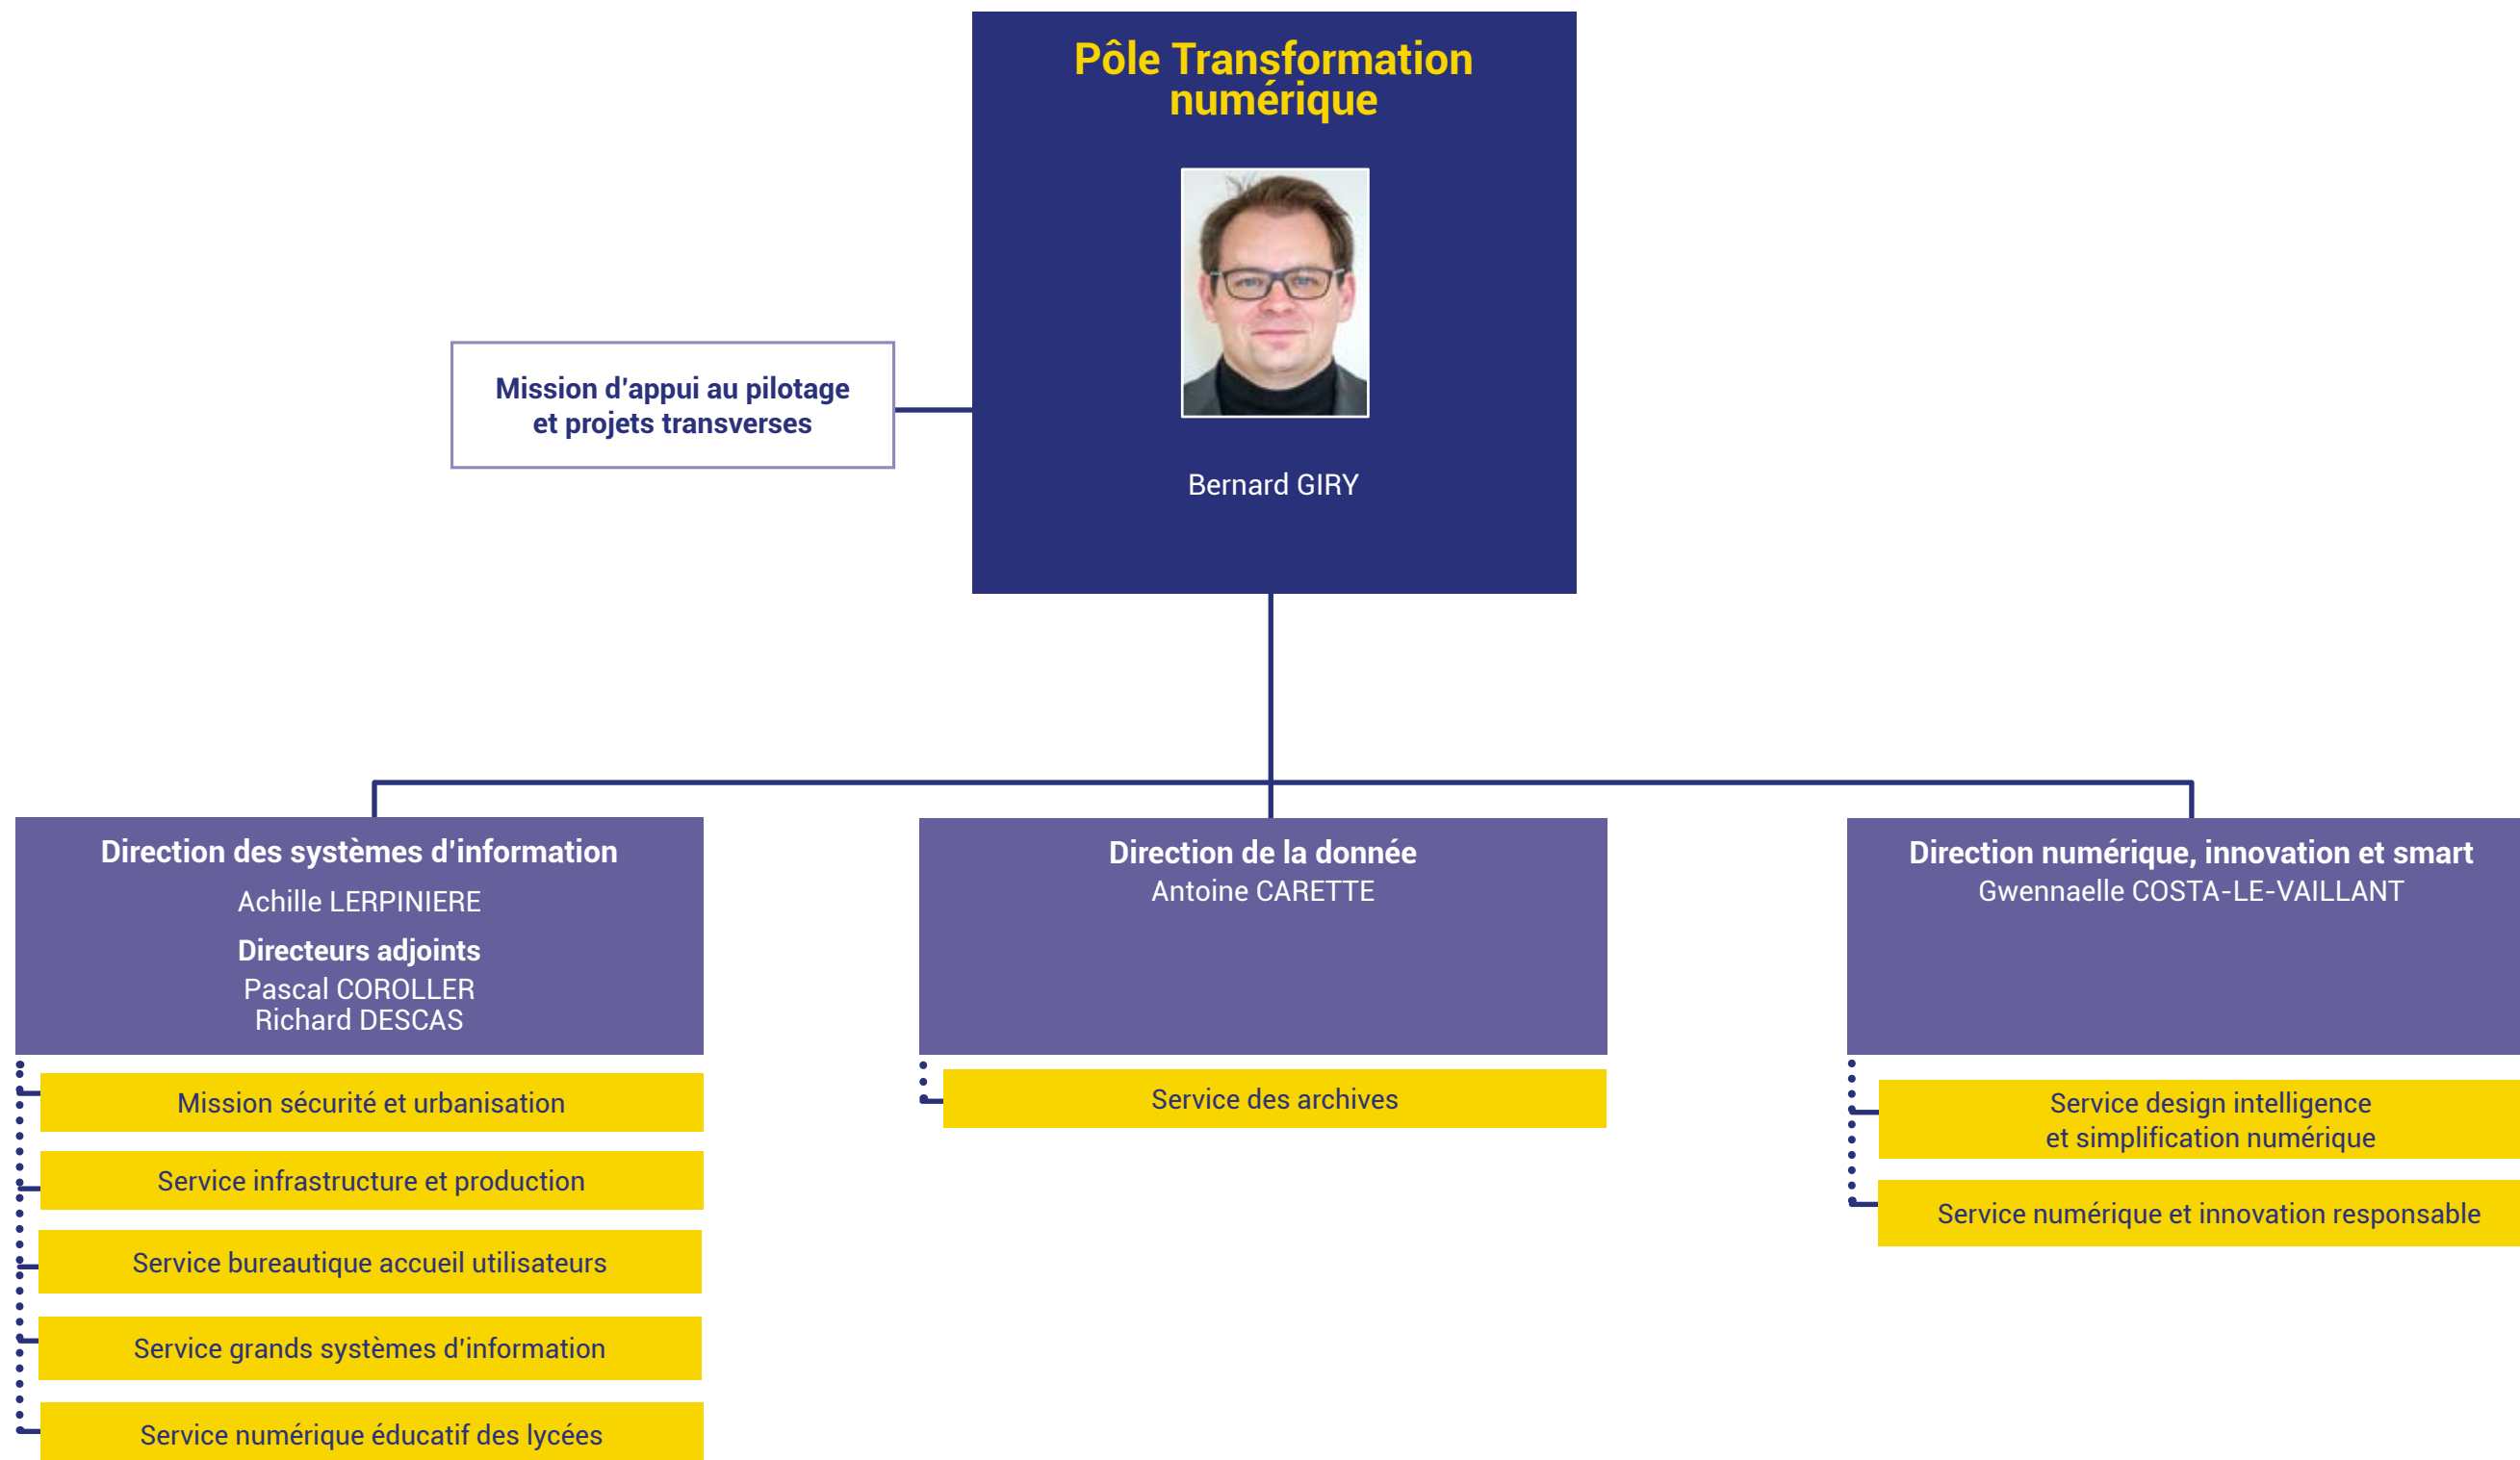 Pôle Transformation
numérique
Mission d'appui au pilotage
et projets transverses
Bernard GIRY
Direction des systèmes d'information
Achille LERPINIERE
Directeurs adjoints
Pascal COROLLER
Richard DESCAS
Mission sécurité et urbanisation
Service infrastructure et production
Service bureautique accueil utilisateurs
Service grands systèmes d'information
Service numérique éducatif des lycées
Direction de la donnée
Antoine CARETTE
Service des archives
Direction numérique, innovation et smart
Gwennaelle COSTA-LE-VAILLANT
Service design intelligence
et simplification numérique
Service numérique et innovation responsable